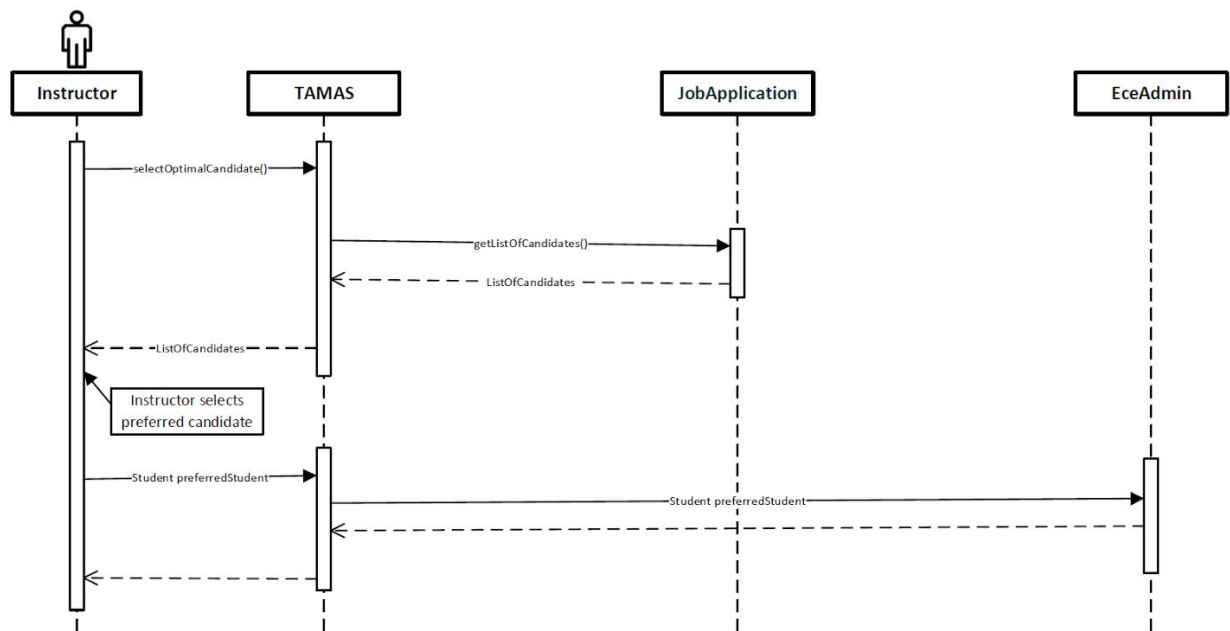 Instructor
TAMAS
JobApplication
EceAdmin
selectOptimalCandidate()
getListOfCandidates()
ListOfCandidates
ListOfCandidates
Instructor selects
preferred candidate
Student preferredStudent
Student preferredStudent